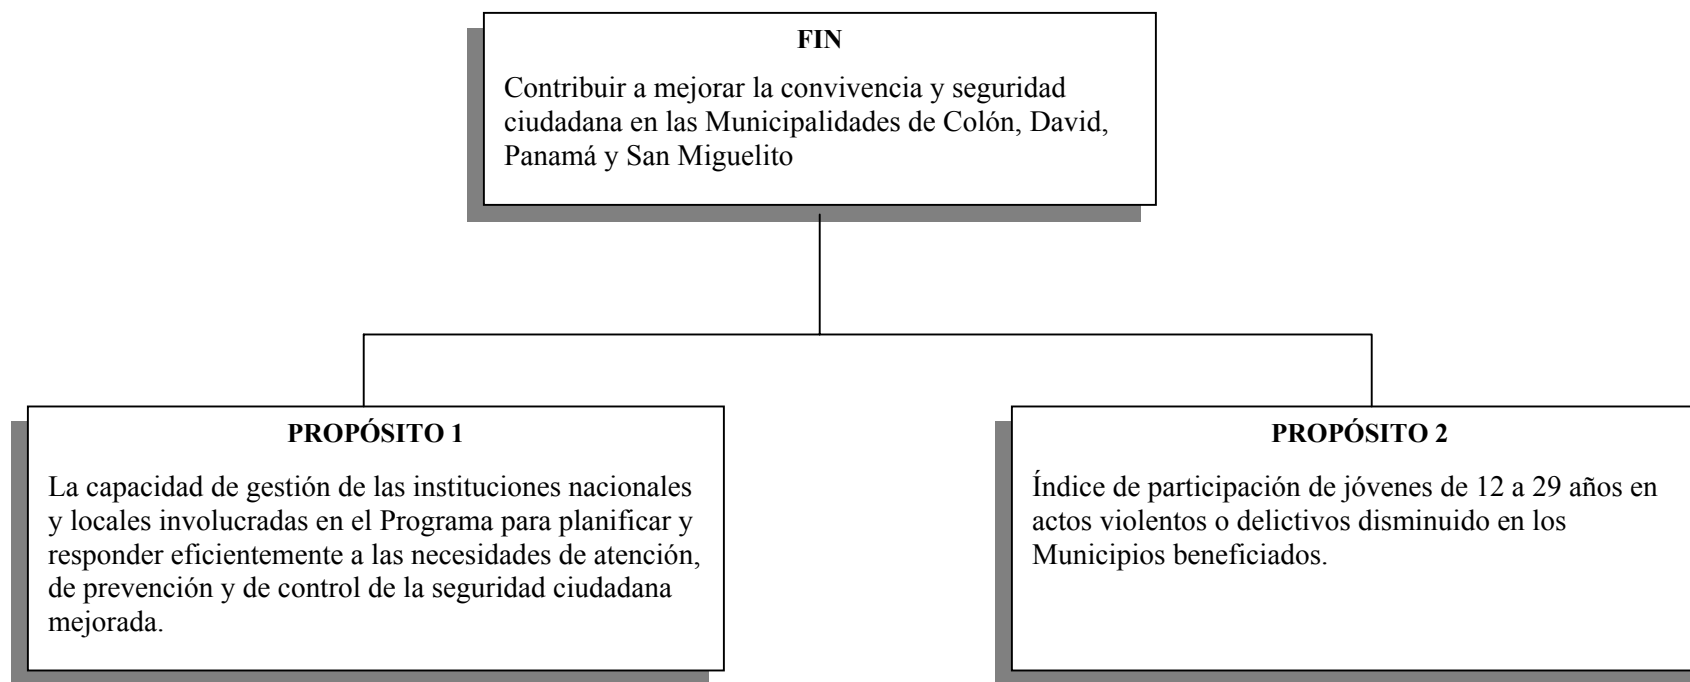 FIN
Contribuir a mejorar la convivencia y seguridad
ciudadana en las Municipalidades de Colón, David,
Panamá y San Miguelito
PROPÓSITO 1
La capacidad de gestión de las instituciones nacionales
y locales involucradas en el Programa para planificar y
responder eficientemente a las necesidades de atención,
de prevención y de control de la seguridad ciudadana
mejorada.
PROPÓSITO 2
Índice de participación de jóvenes de 12 a 29 años en
actos violentos o delictivos disminuido en los
Municipios beneficiados.